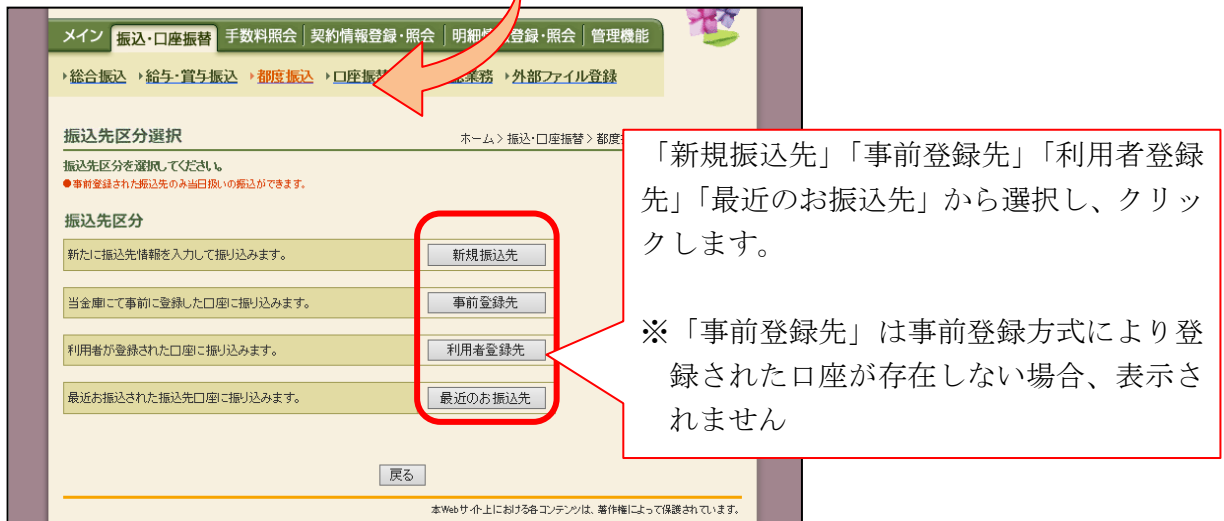 メイン 振込・口座振替 手数料照会 契約情報登録・照会 明細 登録・照会 管理機能
総合振込 給与・賞与振込 都度振込 口座振 業務 外部ファイル登録
振込先区分選択
ホーム > 振込・口座振替 > 都度
振込先区分を選択してください。
●事前登録された振込先のみ当日扱いの振込ができます。
振込先区分
新たに振込先情報を入力して振り込みます。 新規振込先
当金庫にて事前に登録した口座に振り込みます。 事前登録先
利用者が登録された口座に振り込みます。 利用者登録先
最近お振込された振込先口座に振り込みます。 最近のお振込先
戻る
本Webサイト上における各コンテンツは、著作権によって保護されています。
「新規振込先」「事前登録先」「利用者登録
先」「最近のお振込先」から選択し、クリッ
クします。
※「事前登録先」は事前登録方式により登
録された口座が存在しない場合、表示さ
れません